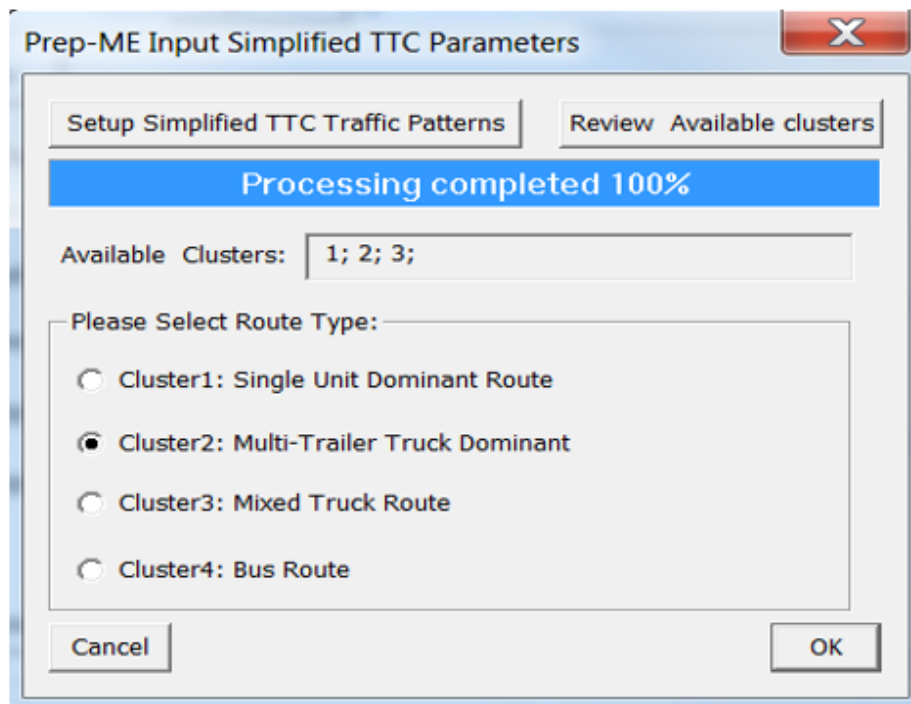 Prep-ME Input Simplified TTC Parameters
Setup Simplified TTC Traffic Patterns
Review Available clusters
Processing completed 100%
Available Clusters: 1; 2; 3;
Please Select Route Type:
Cluster1: Single Unit Dominant Route
Cluster2: Multi-Trailer Truck Dominant
Cluster3: Mixed Truck Route
Cluster4: Bus Route
Cancel
OK